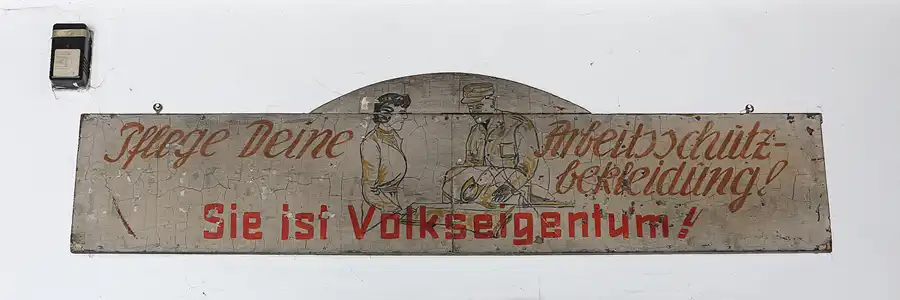 Pflege Deine Arbeitsschutz-
bekleidung!
Sie ist Volkseigentum!